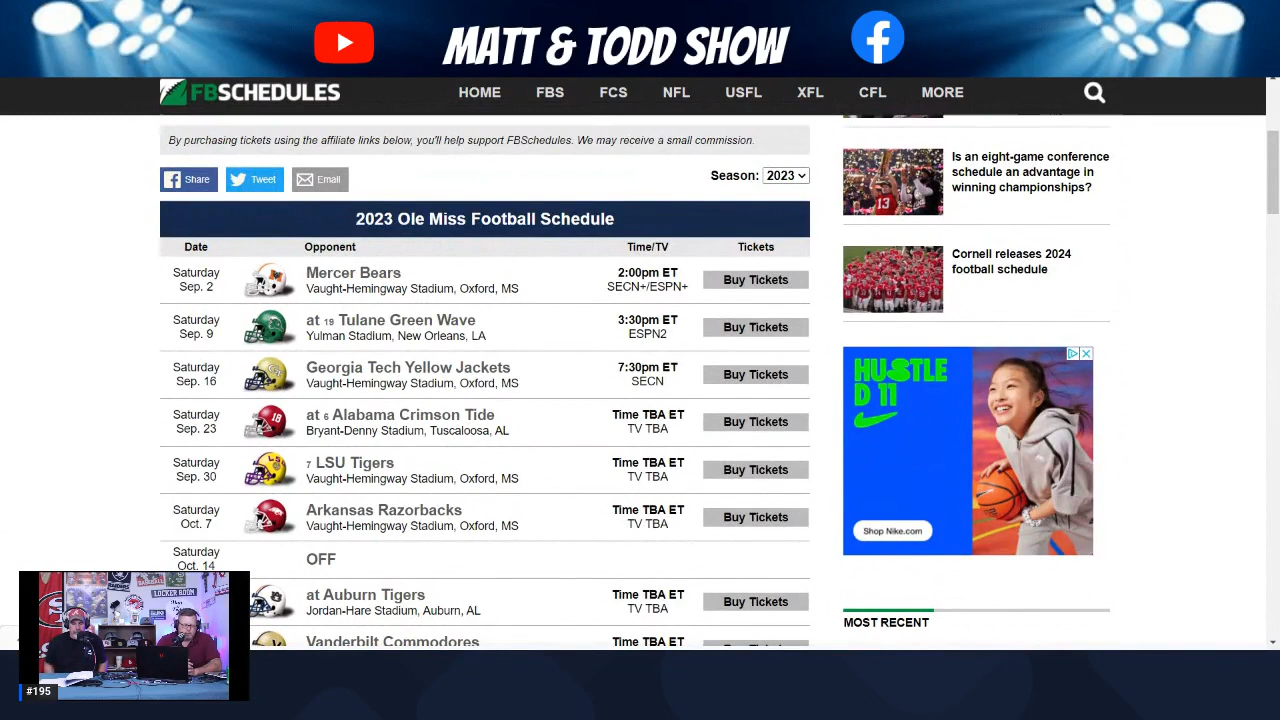 MATT & TODD SHOW
FBSCHEDULES
HOME FBS FCS NFL USFL XFL CFL MORE
By purchasing tickets using the affiliate links below, you'll help support FBSchedules. We may receive a small commission.
Share Tweet Email
Season: 2023
2023 Ole Miss Football Schedule
Date Opponent Time/TV Tickets
Saturday Mercer Bears 2:00pm ET Buy Tickets
Sep. 2 Vaught-Hemingway Stadium, Oxford, MS SECN+/ESPN+
Saturday at 19 Tulane Green Wave 3:30pm ET Buy Tickets
Sep. 9 Yulman Stadium, New Orleans, LA ESPN2
Saturday Georgia Tech Yellow Jackets 7:30pm ET Buy Tickets
Sep. 16 Vaught-Hemingway Stadium, Oxford, MS SECN
Saturday at 6 Alabama Crimson Tide Time TBA ET Buy Tickets
Sep. 23 Bryant-Denny Stadium, Tuscaloosa, AL TV TBA
Saturday 7 LSU Tigers Time TBA ET Buy Tickets
Sep. 30 Vaught-Hemingway Stadium, Oxford, MS TV TBA
Saturday Arkansas Razorbacks Time TBA ET Buy Tickets
Oct. 7 Vaught-Hemingway Stadium, Oxford, MS TV TBA
Saturday OFF
Oct. 14
at Auburn Tigers Time TBA ET Buy Tickets
Jordan-Hare Stadium, Auburn, AL TV TBA
Vanderbilt Commodores Time TBA ET
Is an eight-game conference
schedule an advantage in
winning championships?
Cornell releases 2024
football schedule
HUSTLE
D 11
Shop Nike.com
MOST RECENT
LOCKER ROOM
#195